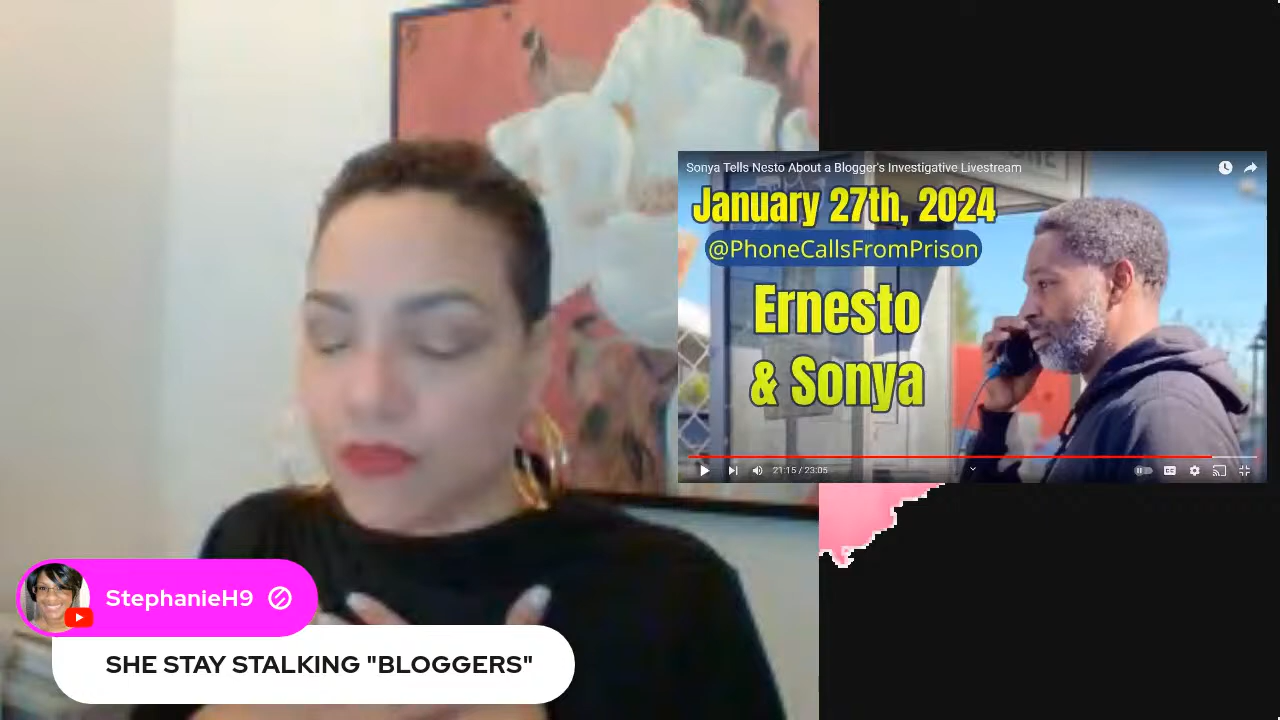 Sonya Tells Nesto About a Blogger's Investigative Livestream
January 27th, 2024
@PhoneCallsFromPrison
Ernesto
& Sonya
21:15 / 23:05
StephanieH9
SHE STAY STALKING "BLOGGERS"